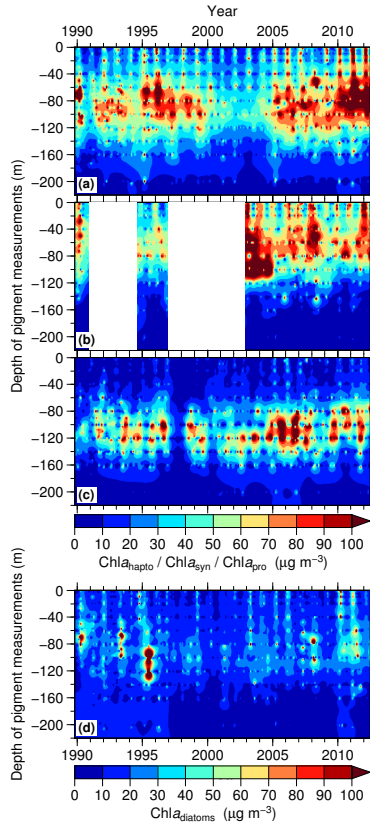 Year
1990 1995 2000 2005 2010
0
−40
−80
−120
−160
−200
(a)
0
−40
−80
−120
−160
−200
(b)
0
−40
−80
−120
−160
−200
(c)
Depth of pigment measurements (m)
0 10 20 30 40 50 60 70 80 90 100
Chlahapto / Chlasyn / Chlapro (µg m−3)
0
−40
−80
−120
−160
−200
(d)
Depth of pigment measurements (m)
1990 1995 2000 2005 2010
0 10 20 30 40 50 60 70 80 90 100
Chladiatoms (µg m−3)